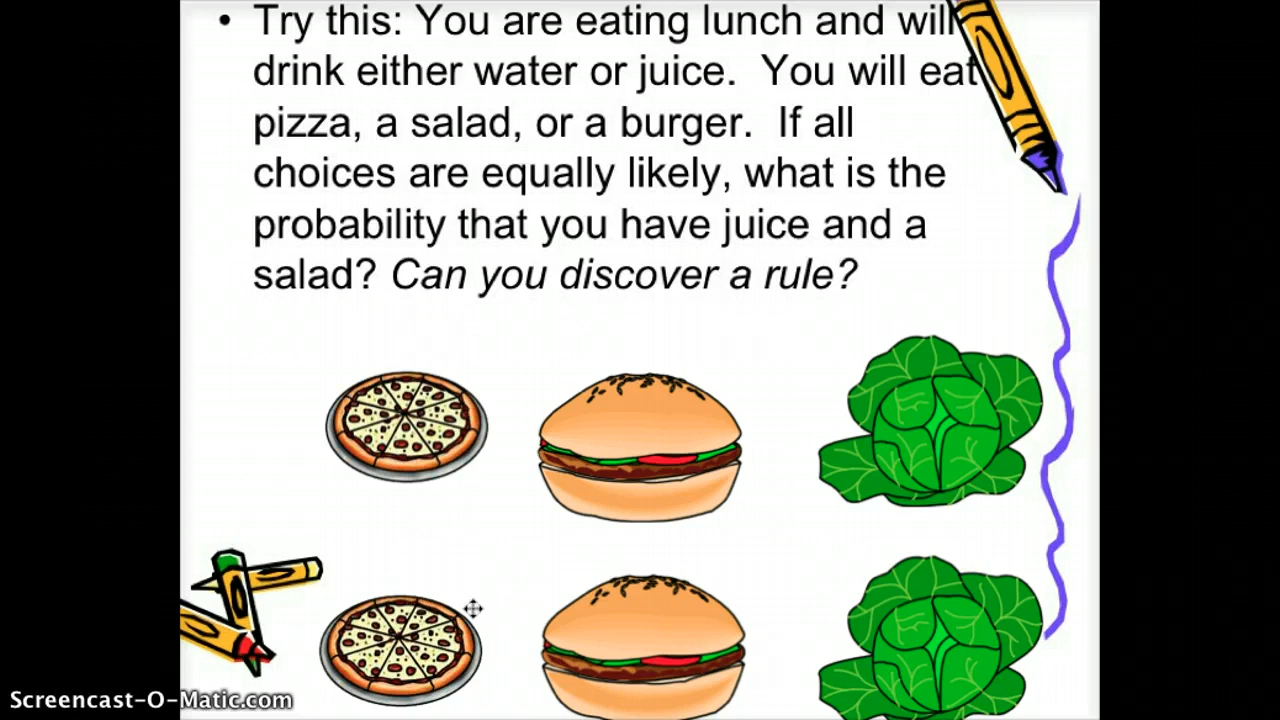 • Try this: You are eating lunch and will
drink either water or juice.  You will eat
pizza, a salad, or a burger.  If all
choices are equally likely, what is the
probability that you have juice and a
salad? Can you discover a rule?
Screencast-O-Matic.com